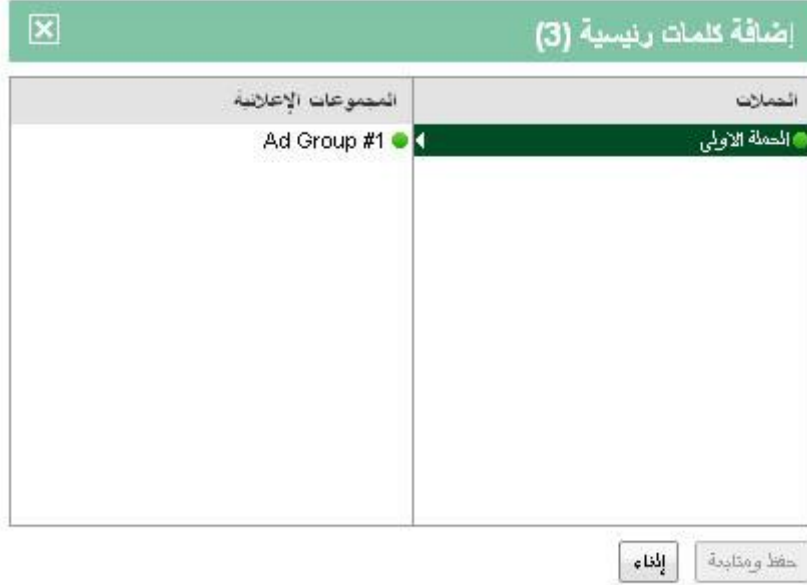 إضافة كلمات رئيسية (3)
الحملات
المجموعات الإعلانية
الحملة الاولى
Ad Group #1
حفظ ومتابعة
إلغاء